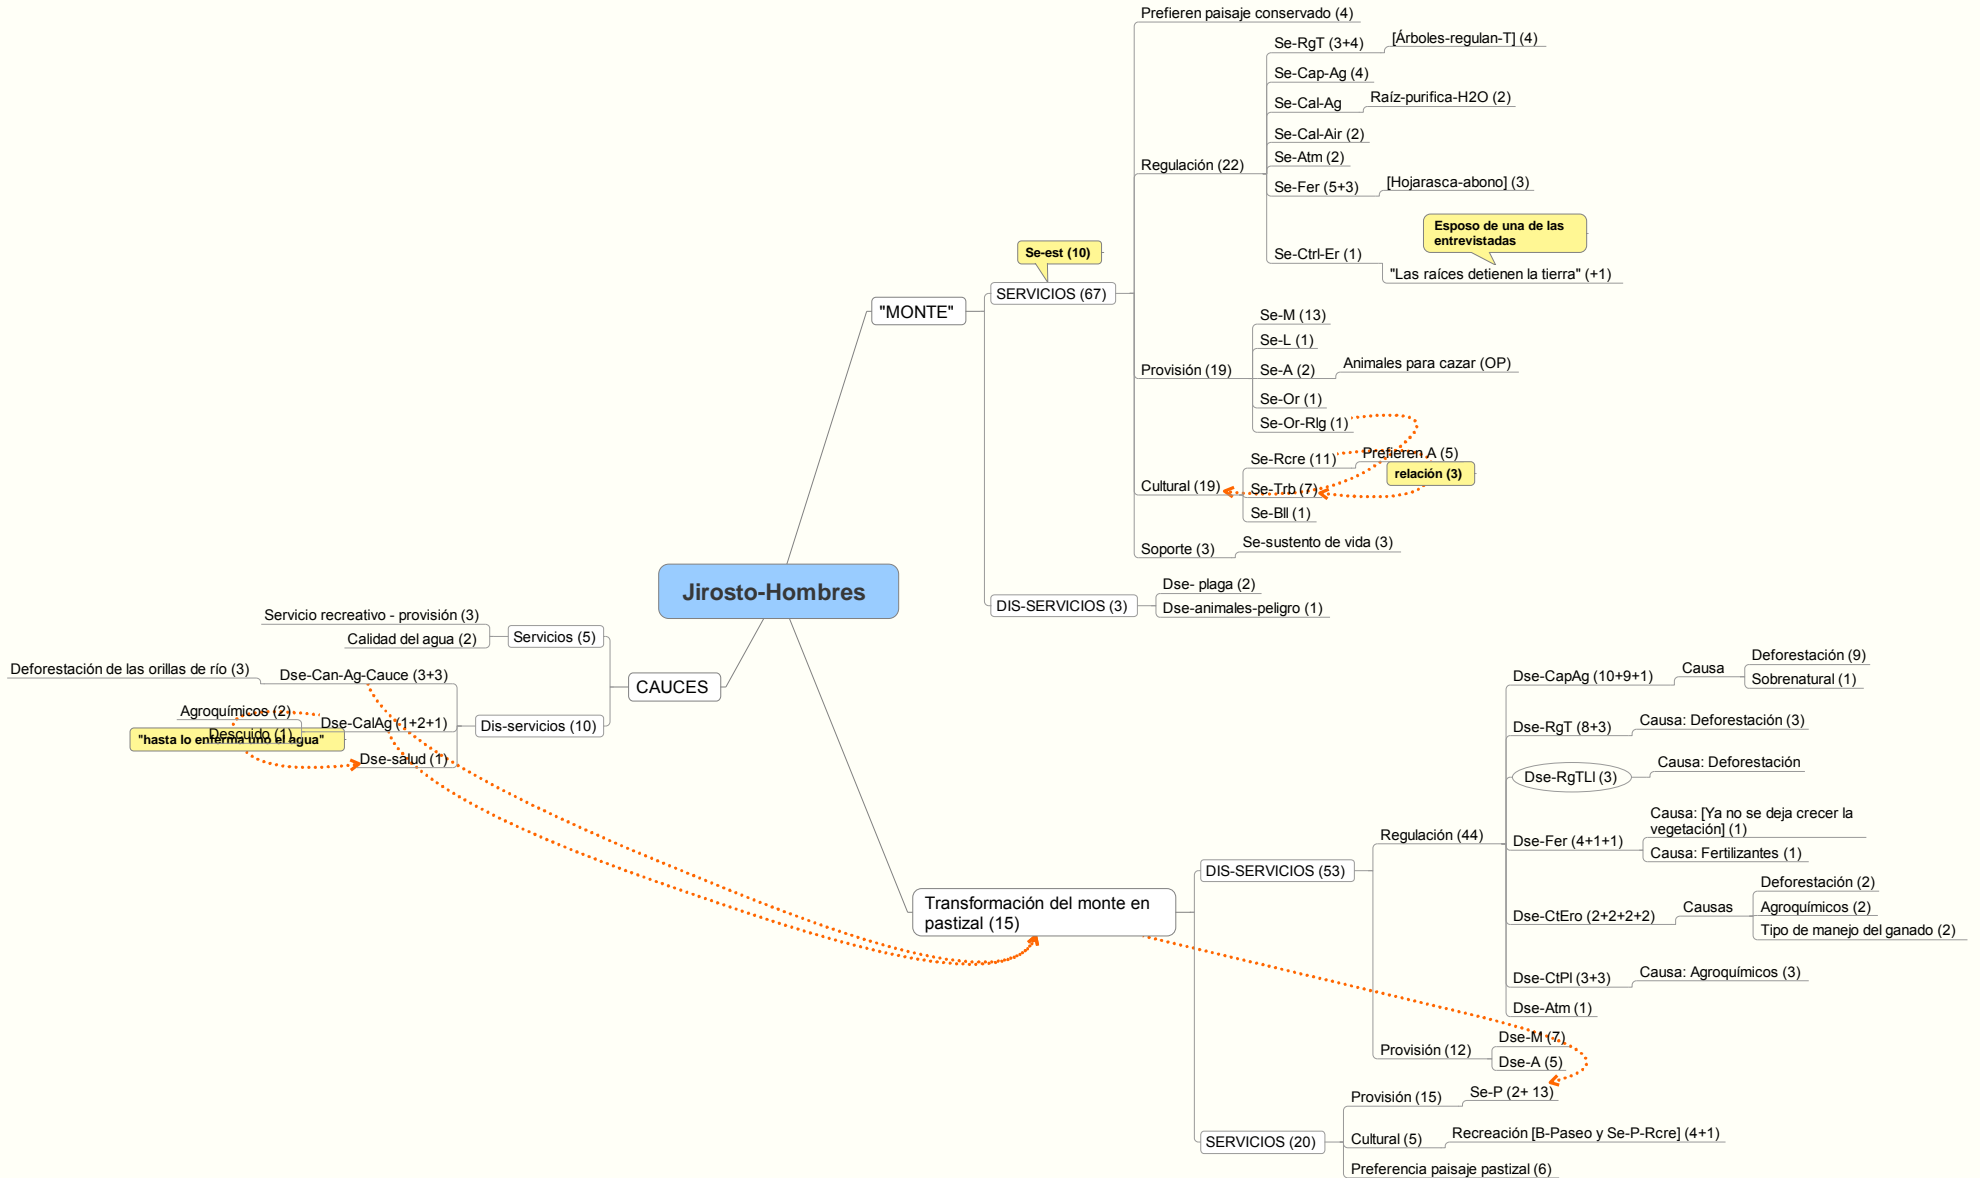 Jirosto-Hombres
"MONTE"
Se-est (10)
SERVICIOS (67)
Prefieren paisaje conservado (4)
Regulación (22)
Se-RgT (3+4)
[Árboles-regulan-T] (4)
Se-Cap-Ag (4)
Se-Cal-Ag
Raíz-purifica-H2O (2)
Se-Cal-Air (2)
Se-Atm (2)
Se-Fer (5+3)
[Hojarasca-abono] (3)
Se-Ctrl-Er (1)
Esposo de una de las
entrevistadas
"Las raíces detienen la tierra" (+1)
Provisión (19)
Se-M (13)
Se-L (1)
Se-A (2)
Animales para cazar (OP)
Se-Or (1)
Se-Or-Rlg (1)
Cultural (19)
Se-Rcre (11)
Prefieren A (5)
relación (3)
Se-Trb (7)
Se-Bll (1)
Soporte (3)
Se-sustento de vida (3)
DIS-SERVICIOS (3)
Dse- plaga (2)
Dse-animales-peligro (1)
CAUCES
Servicios (5)
Servicio recreativo - provisión (3)
Calidad del agua (2)
Dis-servicios (10)
Dse-Can-Ag-Cauce (3+3)
Deforestación de las orillas de río (3)
Dse-CalAg (1+2+1)
Agroquímicos (2)
Descuido (1)
"hasta lo enferma uno el agua"
Dse-salud (1)
Transformación del monte en
pastizal (15)
DIS-SERVICIOS (53)
Regulación (44)
Dse-CapAg (10+9+1)
Causa
Deforestación (9)
Sobrenatural (1)
Dse-RgT (8+3)
Causa: Deforestación (3)
Dse-RgTLl (3)
Causa: Deforestación
Dse-Fer (4+1+1)
Causa: [Ya no se deja crecer la
vegetación] (1)
Causa: Fertilizantes (1)
Dse-CtEro (2+2+2+2)
Causas
Deforestación (2)
Agroquímicos (2)
Tipo de manejo del ganado (2)
Dse-CtPl (3+3)
Causa: Agroquímicos (3)
Dse-Atm (1)
Provisión (12)
Dse-M (7)
Dse-A (5)
SERVICIOS (20)
Provisión (15)
Se-P (2+ 13)
Cultural (5)
Recreación [B-Paseo y Se-P-Rcre] (4+1)
Preferencia paisaje pastizal (6)